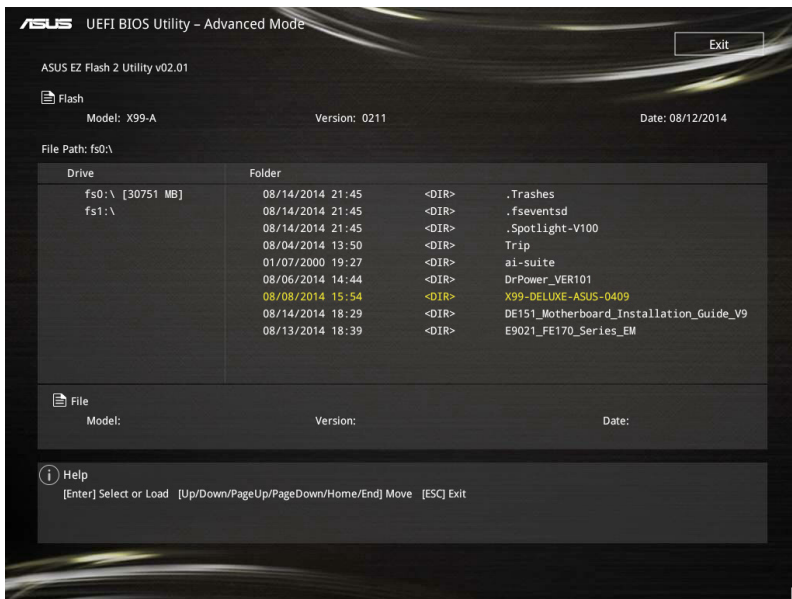 ASUS UEFI BIOS Utility – Advanced Mode
Exit
ASUS EZ Flash 2 Utility v02.01
Flash
Model: X99-A Version: 0211 Date: 08/12/2014
File Path: fs0:\
Drive Folder
fs0:\ [30751 MB] 08/14/2014 21:45 <DIR> .Trashes
fs1:\ 08/14/2014 21:45 <DIR> .fseventsd
08/14/2014 21:45 <DIR> .Spotlight-V100
08/04/2014 13:50 <DIR> Trip
01/07/2000 19:27 <DIR> ai-suite
08/06/2014 14:44 <DIR> DrPower_VER101
08/08/2014 15:54 <DIR> X99-DELUXE-ASUS-0409
08/14/2014 18:29 <DIR> DE151_Motherboard_Installation_Guide_V9
08/13/2014 18:39 <DIR> E9021_FE170_Series_EM
File
Model: Version: Date:
Help
[Enter] Select or Load [Up/Down/PageUp/PageDown/Home/End] Move [ESC] Exit